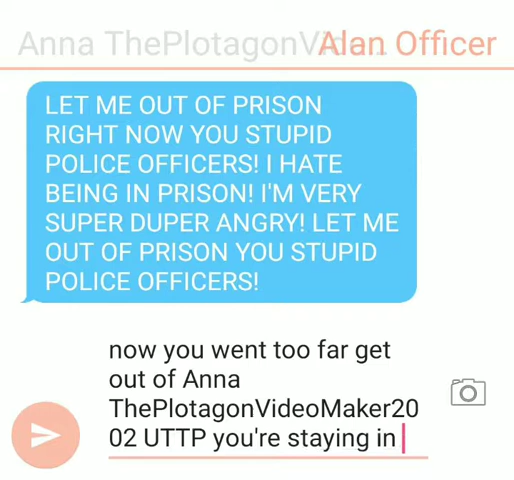 Anna ThePlotagonV
Alan Officer
LET ME OUT OF PRISON
RIGHT NOW YOU STUPID
POLICE OFFICERS! I HATE
BEING IN PRISON! I'M VERY
SUPER DUPER ANGRY! LET ME
OUT OF PRISON YOU STUPID
POLICE OFFICERS!
now you went too far get
out of Anna
ThePlotagonVideoMaker20
02 UTTP you're staying in